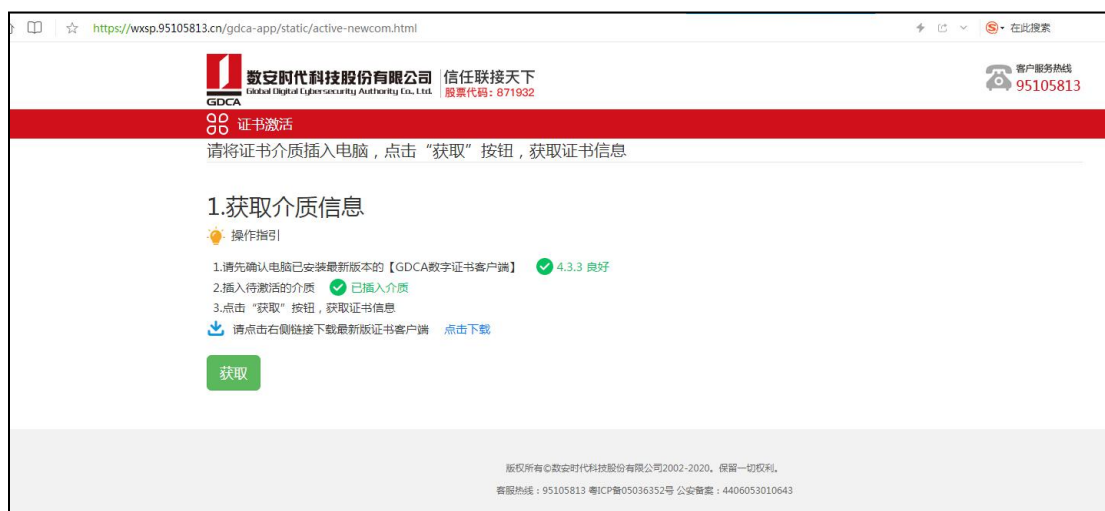 https://wxsp.95105813.cn/gdca-app/static/active-newcom.html
在此搜索
数安时代科技股份有限公司
Global Digital Cybersecurity Authority Co., Ltd.
GDCA
信任联接天下
股票代码: 871932
客户服务热线
95105813
证书激活
请将证书介质插入电脑，点击“获取”按钮，获取证书信息
1.获取介质信息
操作指引
1.请先确认电脑已安装最新版本的【GDCA数字证书客户端】 4.3.3 良好
2.插入待激活的介质 已插入介质
3.点击“获取”按钮，获取证书信息
请点击右侧链接下载最新版证书客户端 点击下载
获取
版权所有©数安时代科技股份有限公司2002-2020。保留一切权利。
客服热线：95105813 粤ICP备05036352号 公安备案：4406053010643